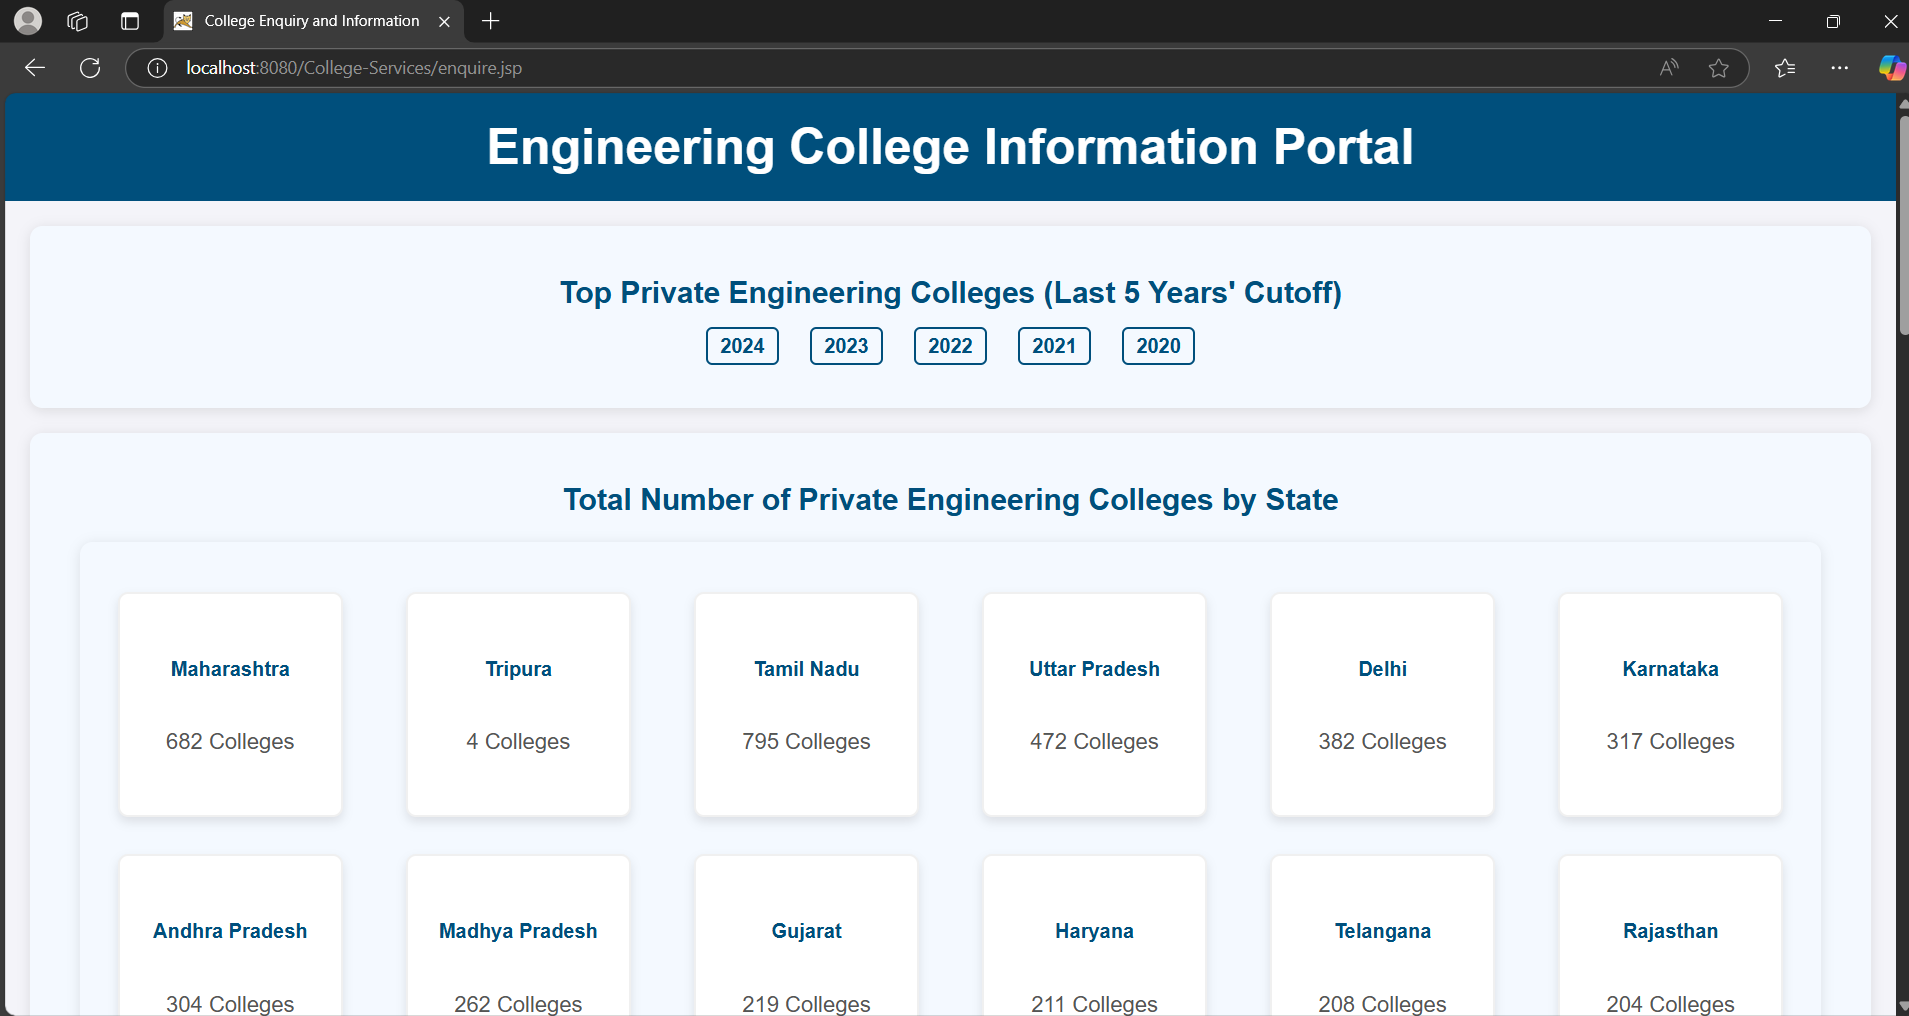 College Enquiry and Information
localhost:8080/College-Services/enquire.jsp
Engineering College Information Portal
Top Private Engineering Colleges (Last 5 Years' Cutoff)
2024 2023 2022 2021 2020
Total Number of Private Engineering Colleges by State
Maharashtra
682 Colleges
Tripura
4 Colleges
Tamil Nadu
795 Colleges
Uttar Pradesh
472 Colleges
Delhi
382 Colleges
Karnataka
317 Colleges
Andhra Pradesh
304 Colleges
Madhya Pradesh
262 Colleges
Gujarat
219 Colleges
Haryana
211 Colleges
Telangana
208 Colleges
Rajasthan
204 Colleges